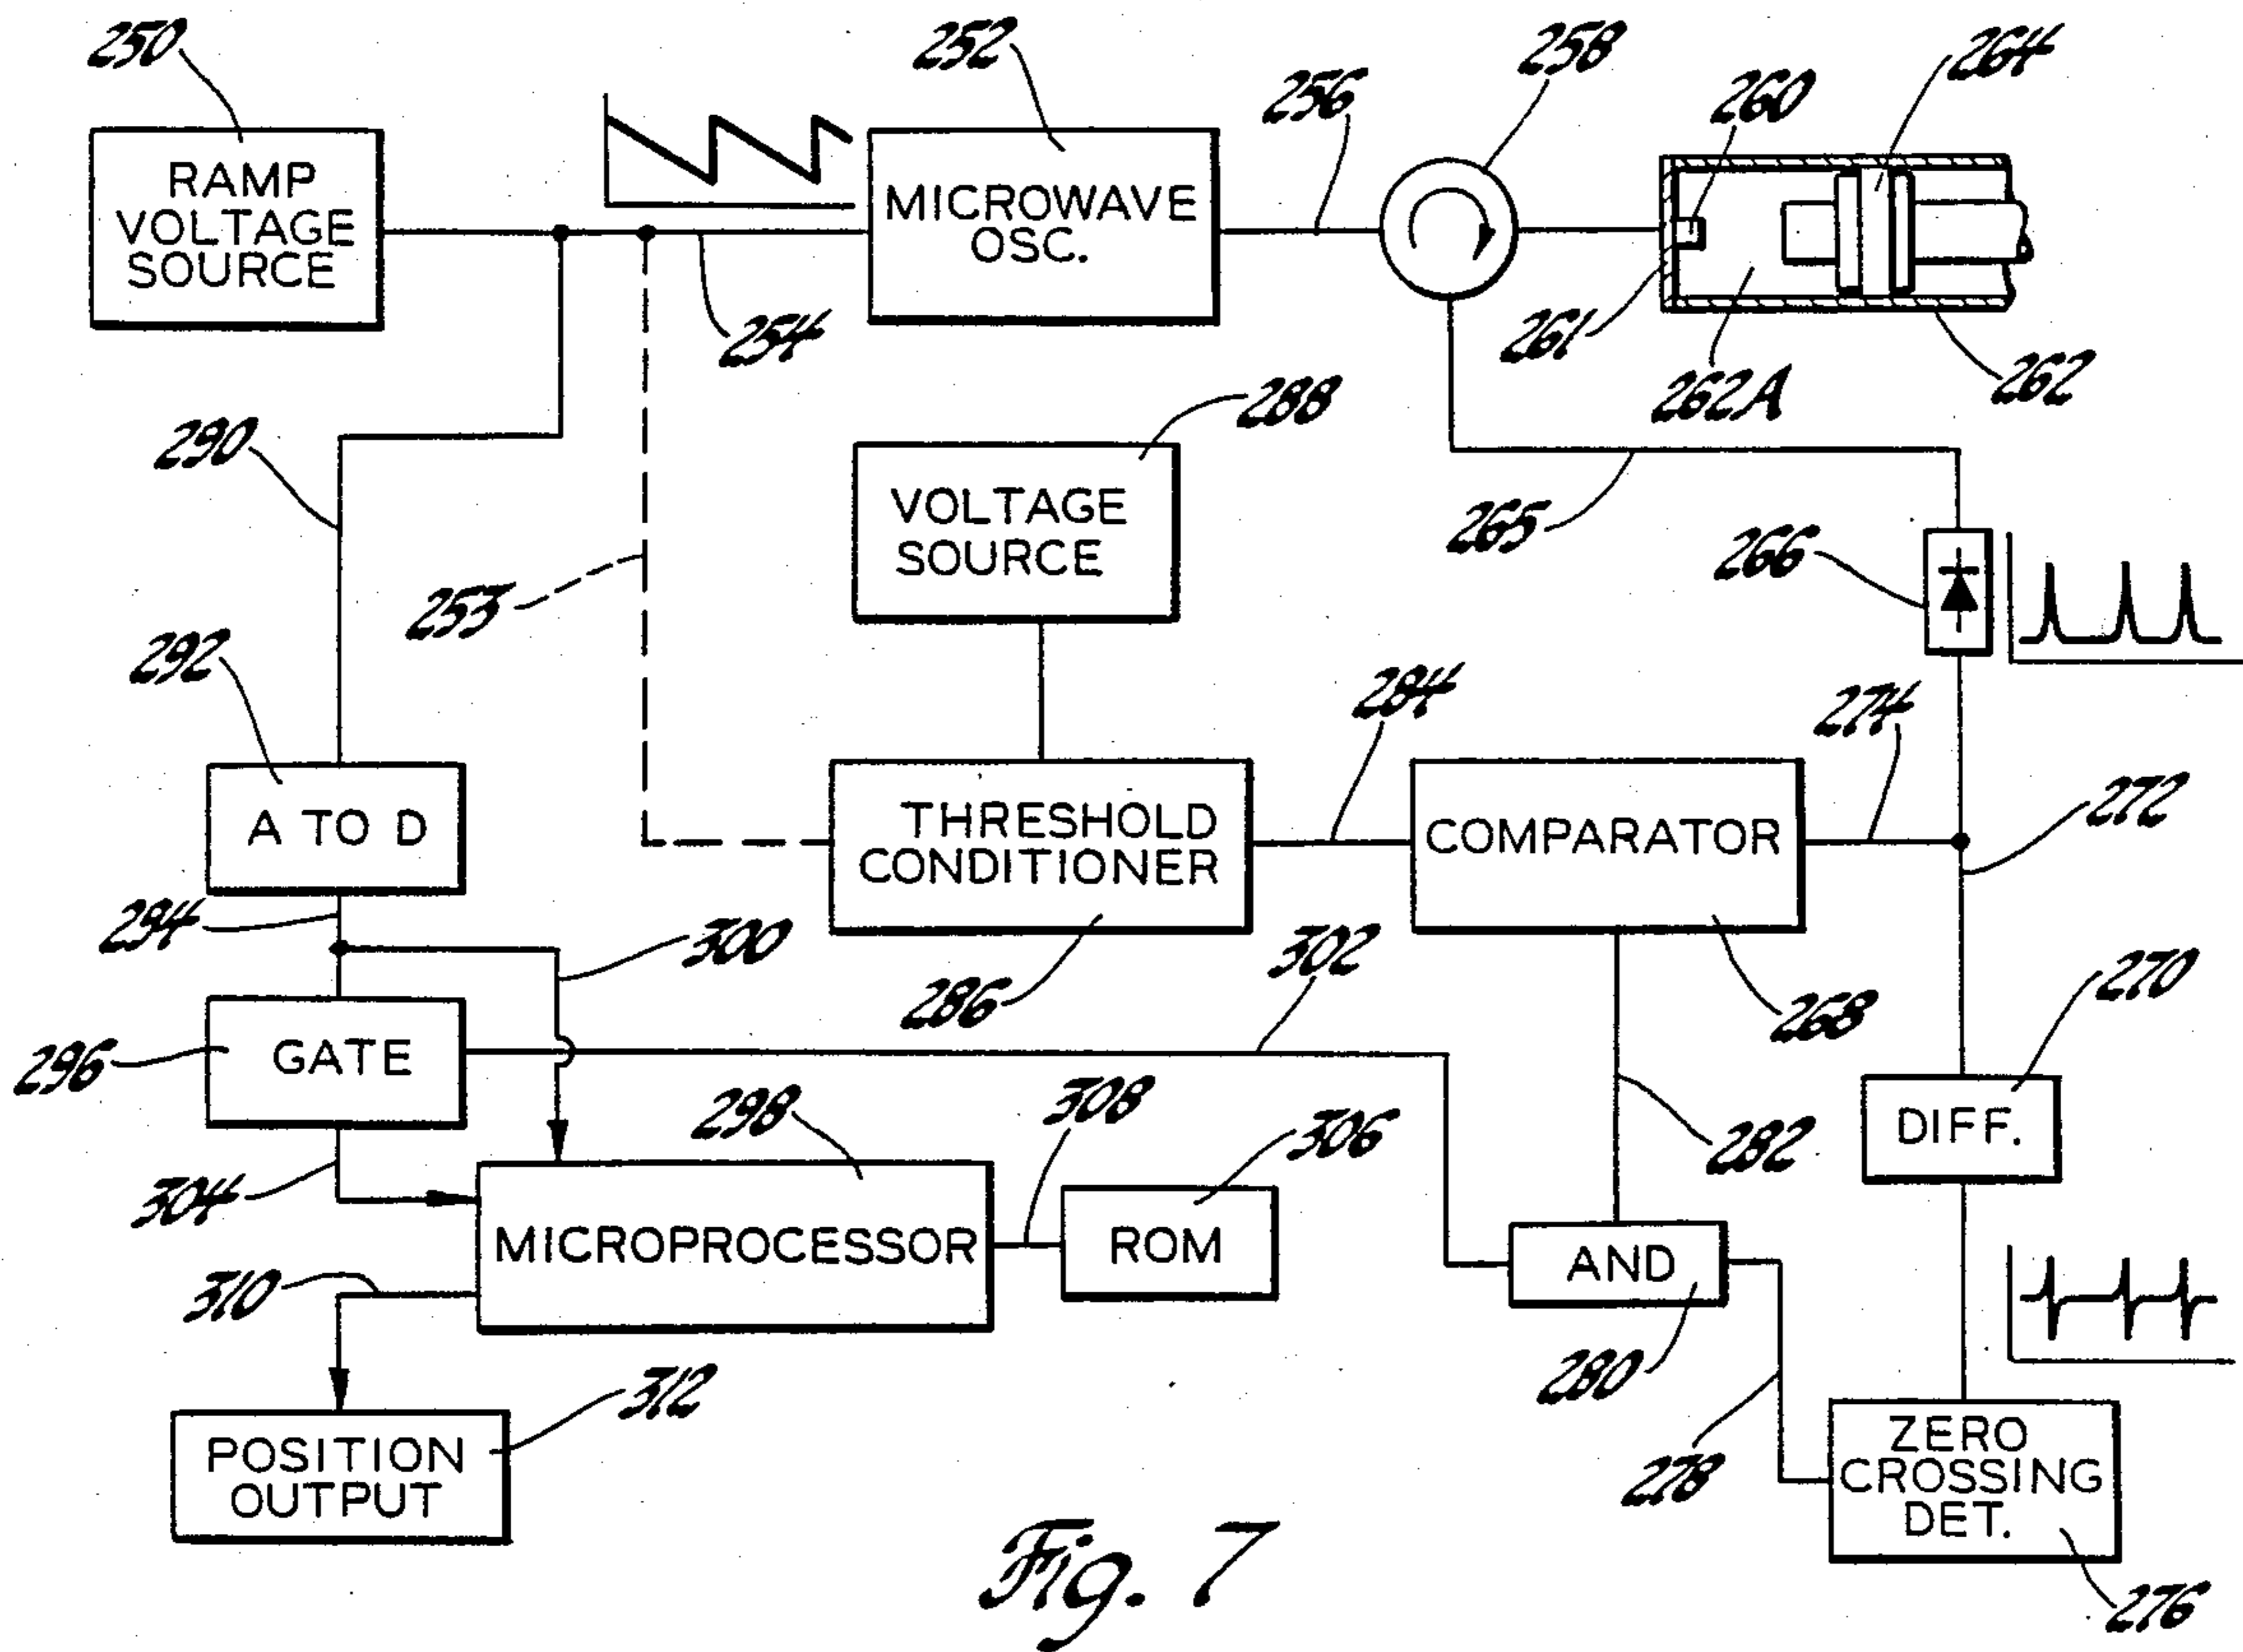 250
252
258
260
264
256
RAMP
VOLTAGE
SOURCE
MICROWAVE
OSC.
254
261
262A
262
290
288
VOLTAGE
SOURCE
265
266
253
292
284
274
A TO D
THRESHOLD
CONDITIONER
COMPARATOR
272
294
300
286
302
268
270
296
GATE
298
308
306
282
DIFF.
304
MICROPROCESSOR
ROM
AND
310
280
312
278
POSITION
OUTPUT
ZERO
CROSSING
DET.
276
Fig. 7